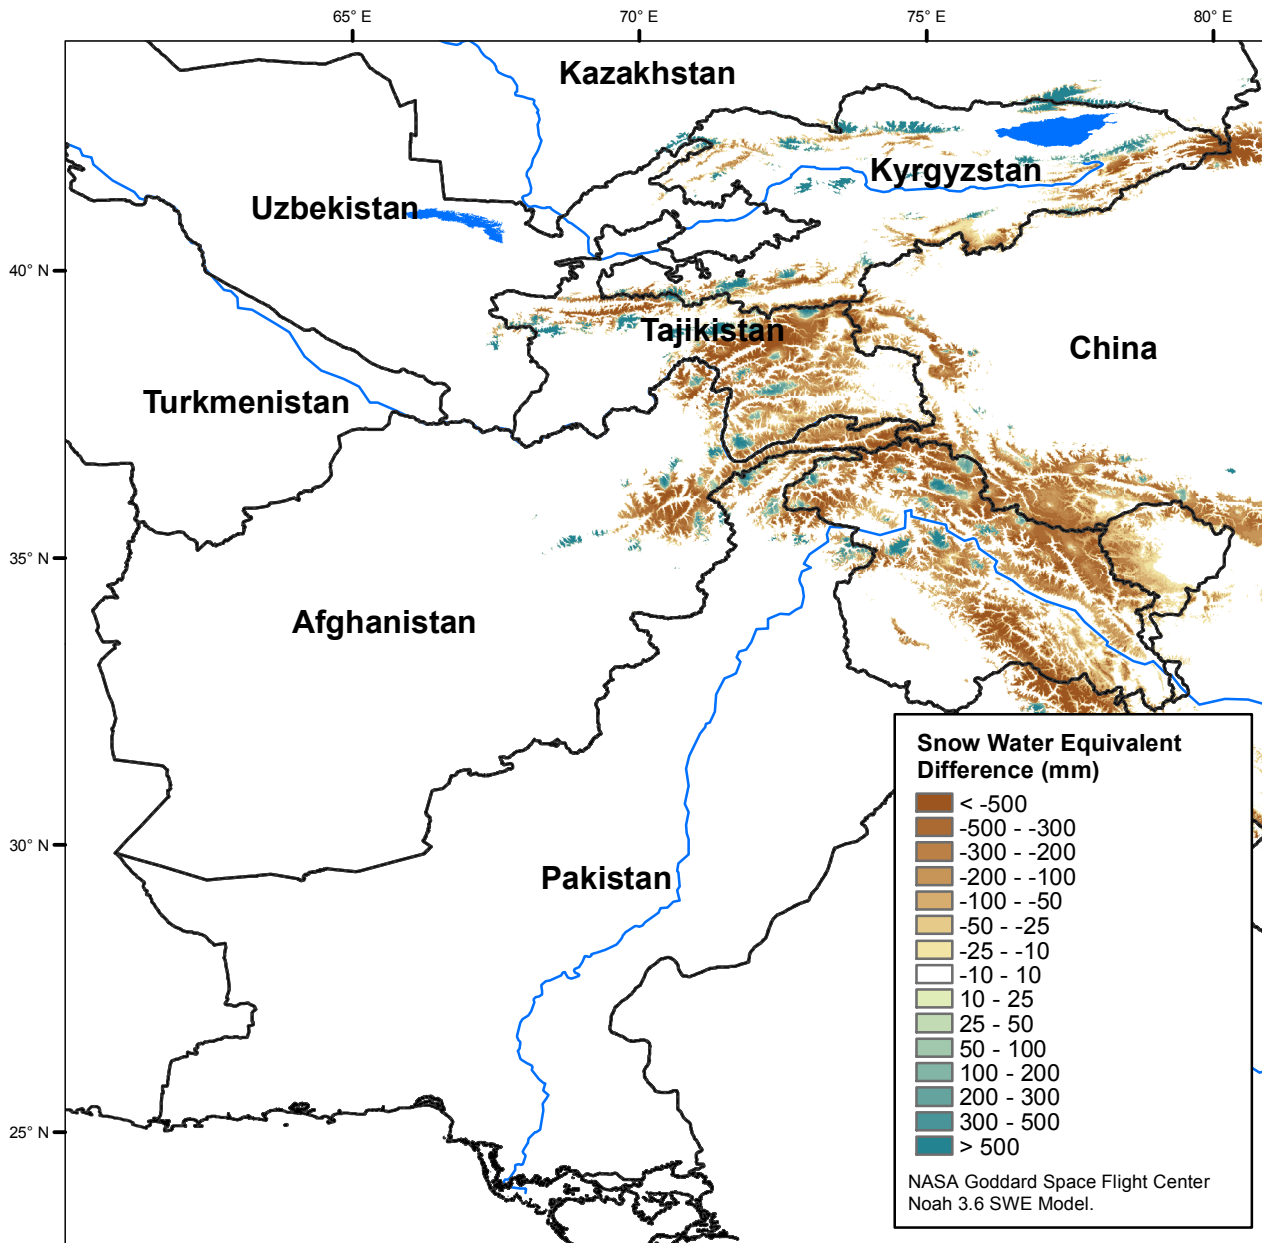 65° E
70° E
75° E
80° E
Kazakhstan
Kyrgyzstan
Uzbekistan
40° N
Tajikistan
China
Turkmenistan
35° N
Afghanistan
Snow Water Equivalent
Difference (mm)
< -500
-500 - -300
-300 - -200
-200 - -100
-100 - -50
-50 - -25
-25 - -10
-10 - 10
10 - 25
25 - 50
50 - 100
100 - 200
200 - 300
300 - 500
> 500
NASA Goddard Space Flight Center
Noah 3.6 SWE Model.
30° N
Pakistan
25° N